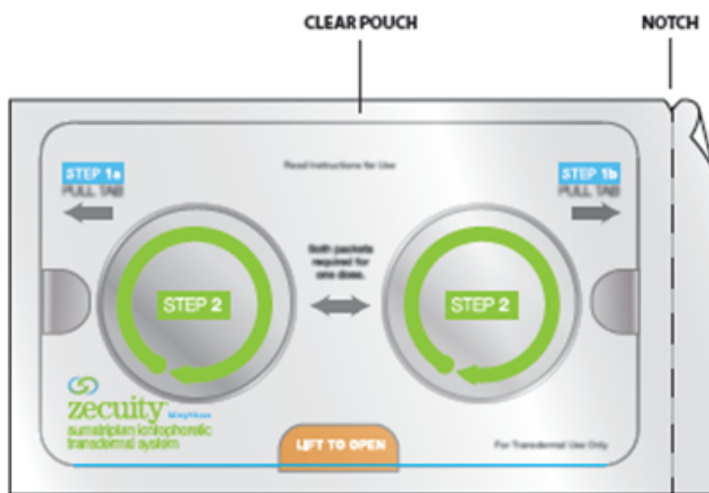 CLEAR POUCH
NOTCH
Read Instructions for Use
STEP 1a
PULL TAB
STEP 1b
PULL TAB
Both packets
required for
one dose.
STEP 2
STEP 2
zecuity
sumatriptan iontophoretic
transdermal system
LIFT TO OPEN
For Transdermal Use Only